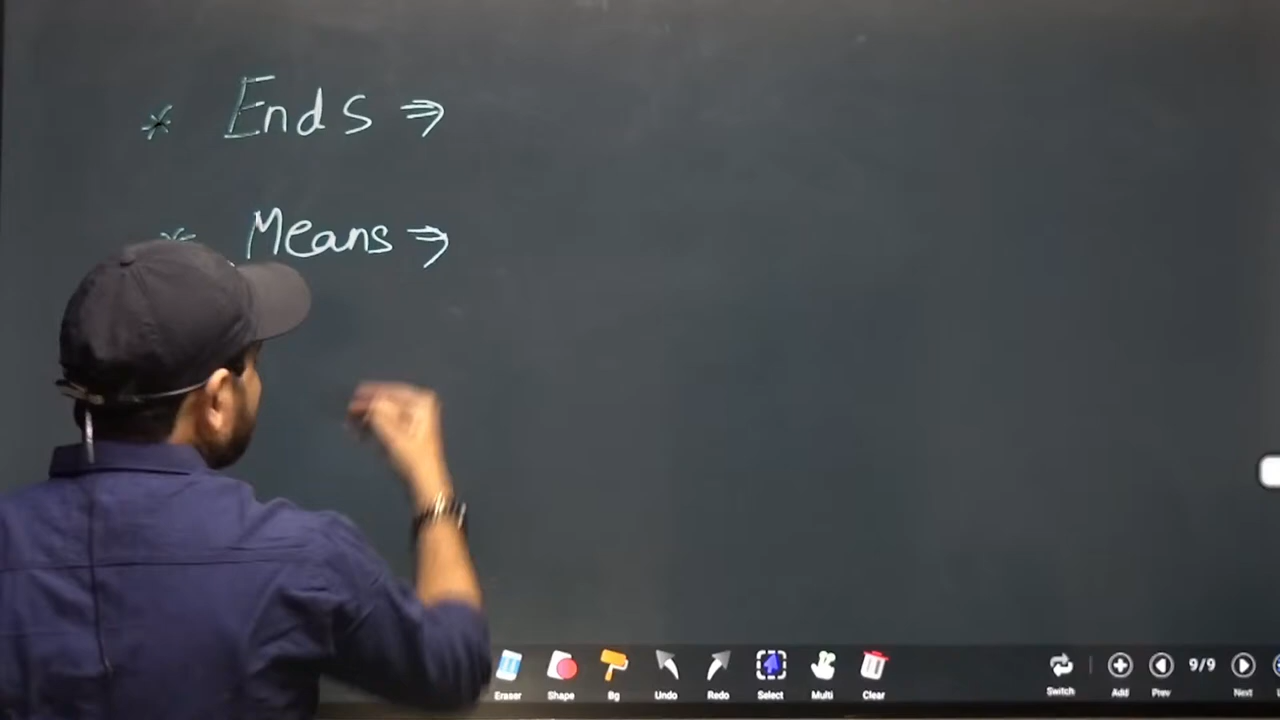 * Ends ⇒
* Means ⇒
Eraser Shape Bg Undo Redo Select Multi Clear Switch Add Prev 9/9 Next